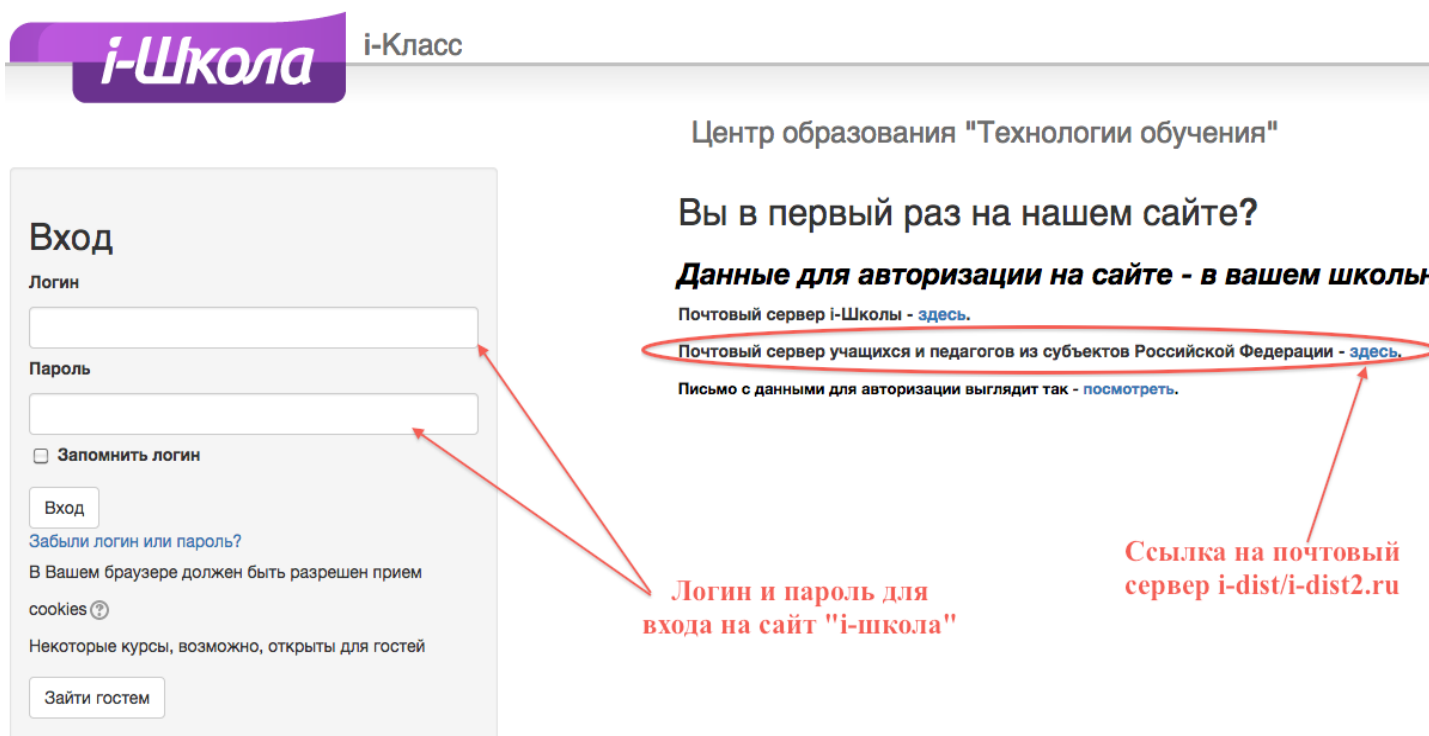 i-Школа
i-Класс
Центр образования "Технологии обучения"
Вход
Логин
Пароль
Запомнить логин
Вход
Забыли логин или пароль?
В Вашем браузере должен быть разрешен прием
cookies
Некоторые курсы, возможно, открыты для гостей
Зайти гостем
Вы в первый раз на нашем сайте?
Данные для авторизации на сайте - в вашем
Почтовый сервер i-Школы - здесь.
Почтовый сервер учащихся и педагогов из субъектов Российской Федерации - здесь.
Письмо с данными для авторизации выглядит так - посмотреть.
Логин и пароль для
входа на сайт "i-школа"
Ссылка на почтовый
сервер i-dist/i-dist2.ru